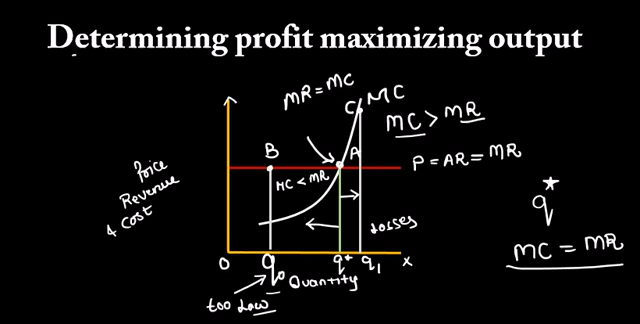 Determining profit maximizing output
MR = MC
C MC
MC > MR
B
A
P = AR = MR
MC < MR
Price
Revenue
& Cost
q*
Losses
MC = MR
0 q0 q* q1 x
Quantity
too Low